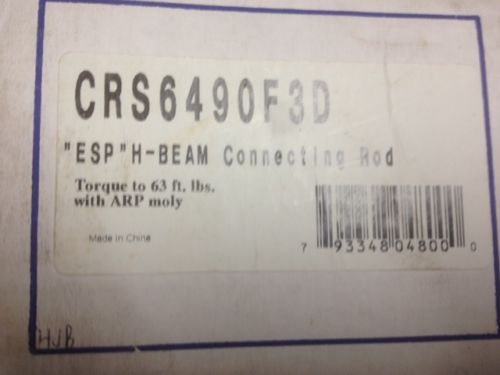 CRS6490F3D
"ESP"H-BEAM Connecting Rod
Torque to 63 ft. lbs.
with ARP moly
Made in China
7 93348 04800 0
HJB